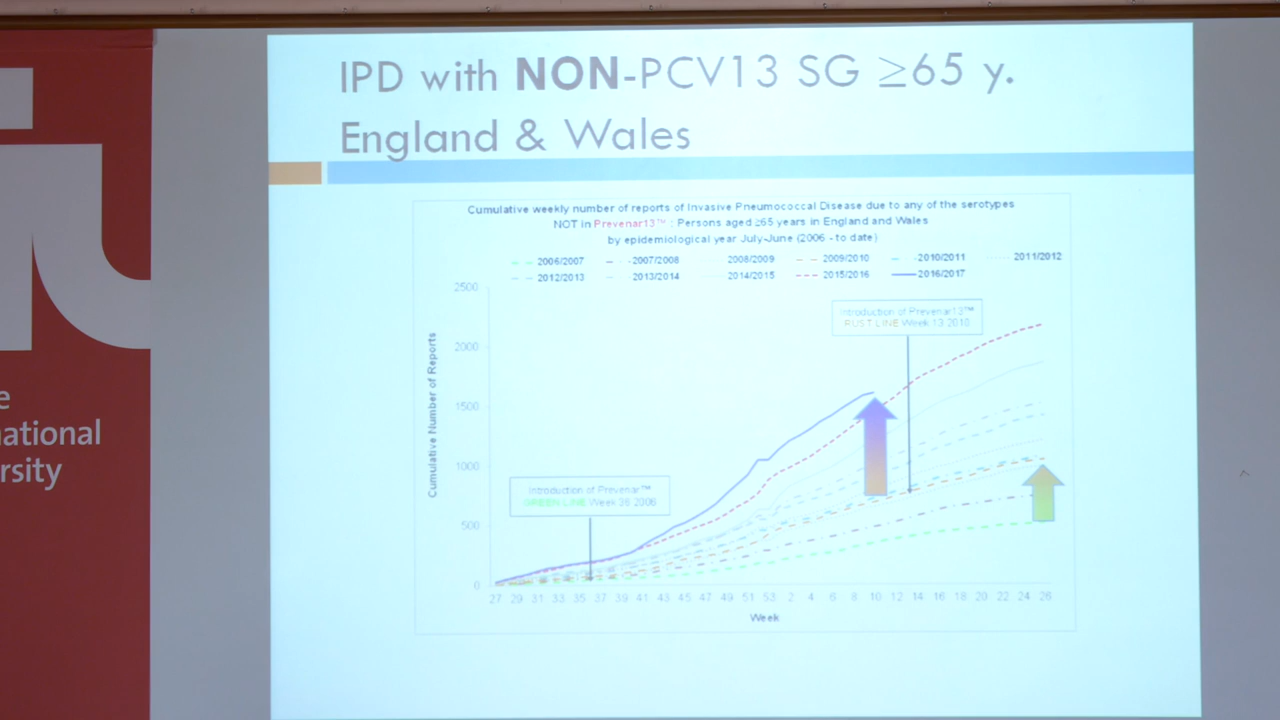 IPD with NON-PCV13 SG ≥65 y.
England & Wales
Cumulative weekly number of reports of Invasive Pneumococcal Disease due to any of the serotypes
NOT in Prevenar13™ : Persons aged ≥65 years in England and Wales
by epidemiological year July-June (2006 - to date)
2006/2007 2007/2008 2008/2009 2009/2010 2010/2011 2011/2012
2012/2013 2013/2014 2014/2015 2015/2016 2016/2017
2500
2000
1500
1000
500
0
Cumulative Number of Reports
Introduction of Prevenar13™
RUST LINE Week 13 2010
Introduction of Prevenar™
GREEN LINE Week 36 2006
27 29 31 33 35 37 39 41 43 45 47 49 51 53 2 4 6 8 10 12 14 16 18 20 22 24 26
Week
e
national
rsity